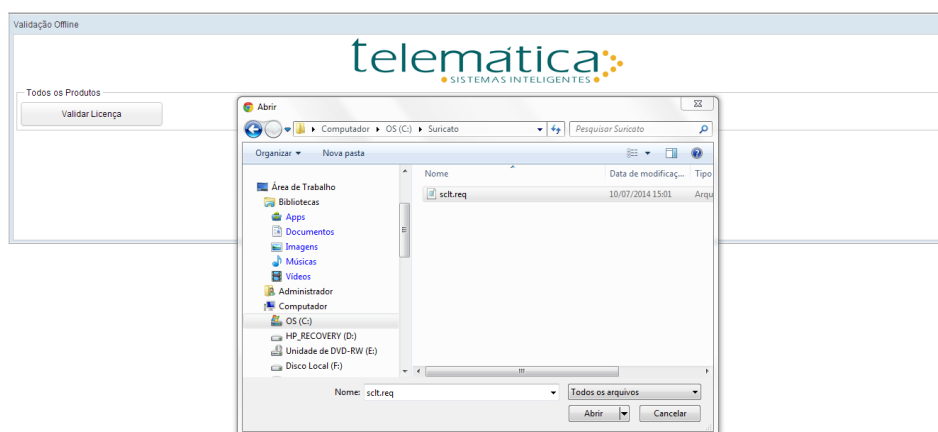 Validação Offline
telemática
SISTEMAS INTELIGENTES
Todos os Produtos
Validar Licença
Abrir
Computador OS (C:) Suricato
Pesquisar Suricato
Organizar Nova pasta
Nome Data de modificaç... Tipo
sclt.req 10/07/2014 15:01 Arqu
Área de Trabalho
Bibliotecas
Apps
Documentos
Imagens
Músicas
Vídeos
Administrador
Computador
OS (C:)
HP_RECOVERY (D:)
Unidade de DVD-RW (E:)
Disco Local (F:)
Nome: sclt.req
Todos os arquivos
Abrir Cancelar